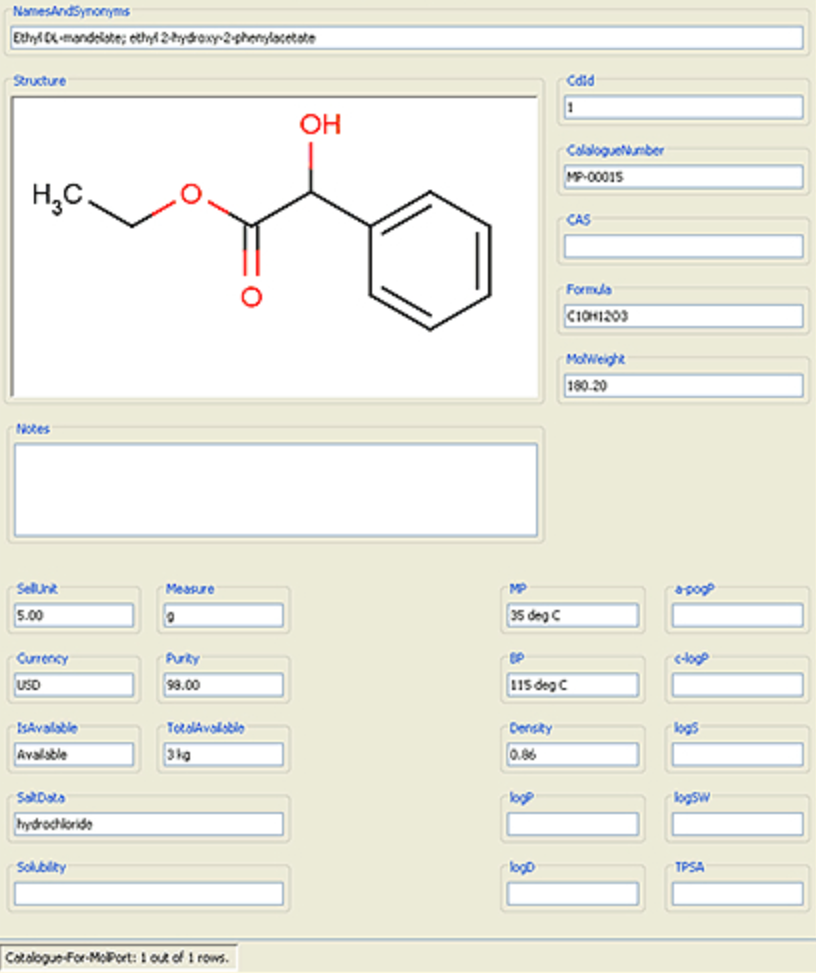 NamesAndSynonyms
Ethyl DL-mandelate; ethyl 2-hydroxy-2-phenylacetate
Structure
OH
H3C
O
O
CdId
1
CalalogueNumber
MP-00015
CAS
Formula
C10H12O3
MolWeight
180.20
Notes
SellUnit
5.00
Measure
g
MP
35 deg C
a-pogP
Currency
USD
Purity
98.00
BP
115 deg C
c-logP
IsAvailable
Available
TotalAvailable
3 kg
Density
0.86
logS
SaltData
hydrochloride
logP
logSW
Solubility
logD
TPSA
Catalogue-For-MolPort: 1 out of 1 rows.